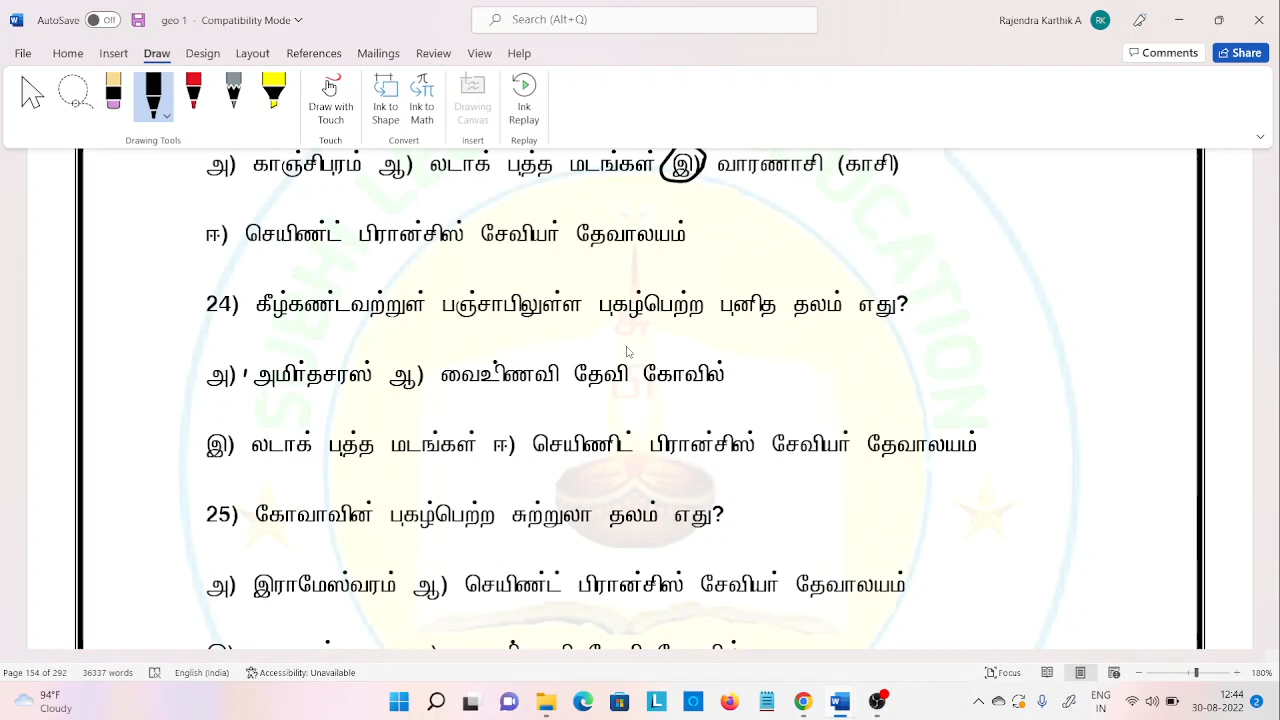 AutoSave Off geo 1 - Compatibility Mode Search (Alt+Q) Rajendra Karthik A RK
File Home Insert Draw Design Layout References Mailings Review View Help Comments Share
Draw with Touch Ink to Shape Ink to Math Drawing Canvas Ink Replay
Drawing Tools Touch Convert Insert Replay
அ) காஞ்சிபுரம் ஆ) லடாக் புத்த மடங்கள் இ) வாரணாசி (காசி)
ஈ) செயிண்ட் பிரான்சிஸ் சேவியர் தேவாலயம்
24) கீழ்கண்டவற்றுள் பஞ்சாபிலுள்ள புகழ்பெற்ற புனித தலம் எது?
அ) அமிர்தசரஸ் ஆ) தேவி கோவில்
இ) லடாக் புத்த மடங்கள் ஈ) செயிணிட் பிரான்சிஸ் சேவியர் தேவாலயம்
25) கோவாவின் புகழ்பெற்ற சுற்றுலா தலம் எது?
அ) இராமேஸ்வரம் ஆ) செயிண்ட் பிரான்சிஸ் சேவியர் தேவாலயம்
Page 154 of 292 36337 words English (India) Accessibility: Unavailable Focus 180%
94°F ENG 12:44
IN 30-08-2022 2